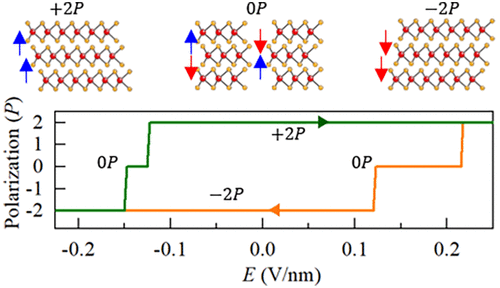 +2P 0P −2P
Polarization (P)
2
1
0
-1
-2
0P
+2P
0P
−2P
-0.2 -0.1 0.0 0.1 0.2
E (V/nm)